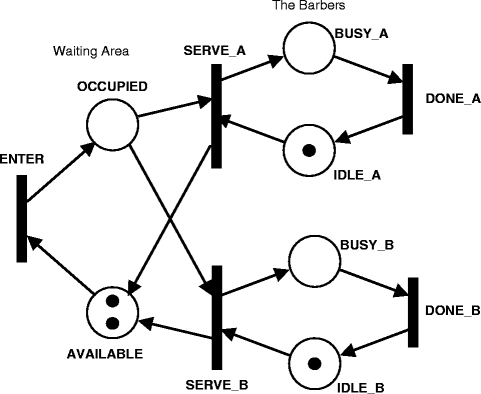 The Barbers
Waiting Area
SERVE_A
BUSY_A
OCCUPIED
DONE_A
ENTER
IDLE_A
BUSY_B
DONE_B
AVAILABLE
SERVE_B
IDLE_B